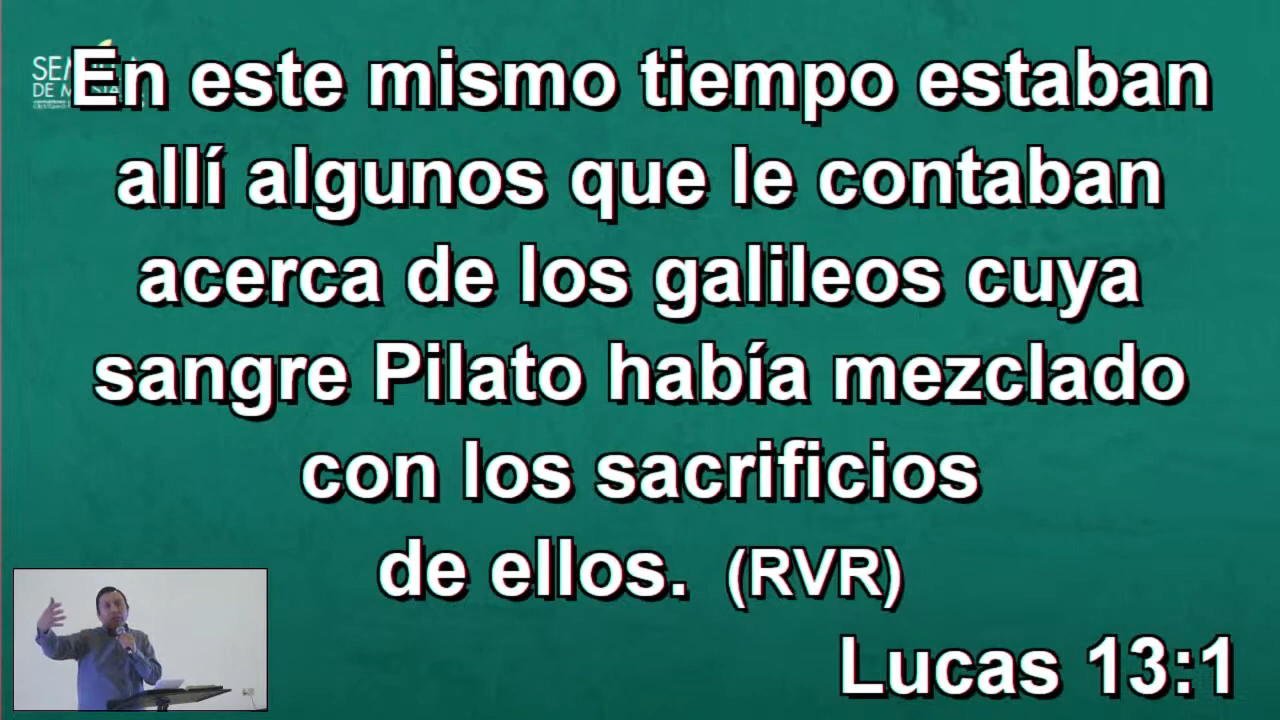 En este mismo tiempo estaban
allí algunos que le contaban
acerca de los galileos cuya
sangre Pilato había mezclado
con los sacrificios
de ellos. (RVR)
Lucas 13:1